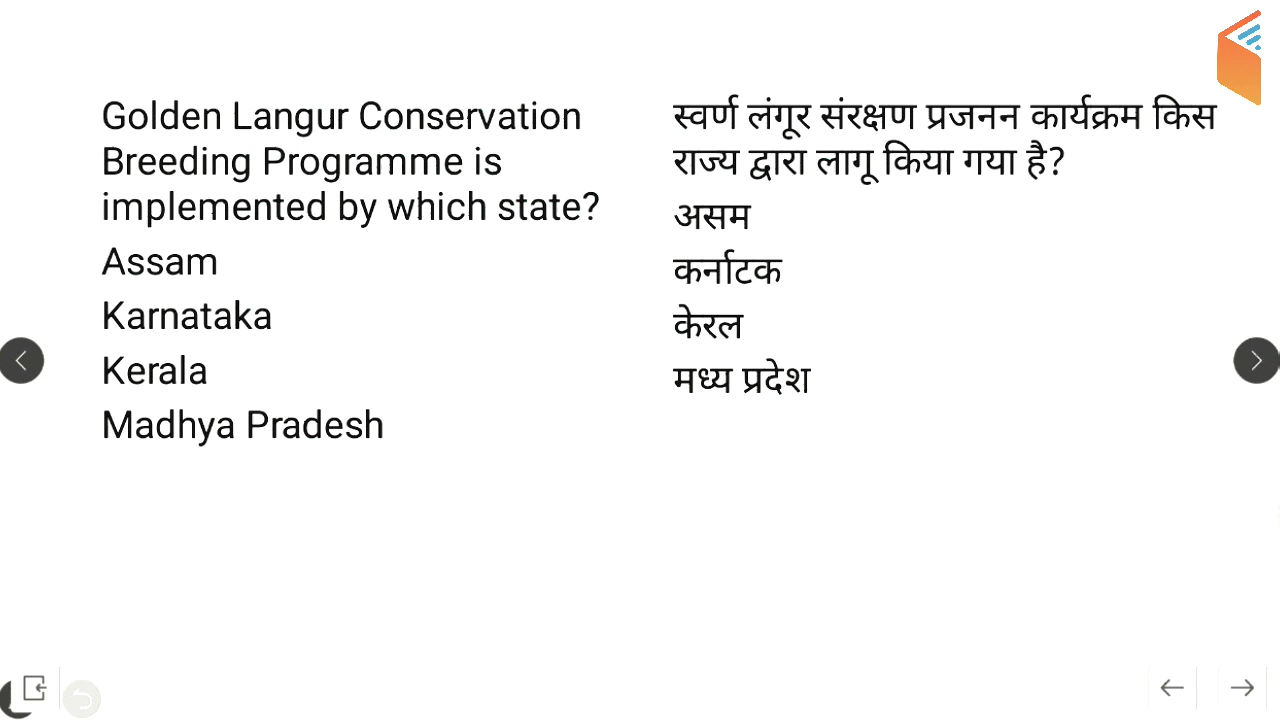 Golden Langur Conservation
Breeding Programme is
implemented by which state?
Assam
Karnataka
Kerala
Madhya Pradesh
स्वर्ण लंगूर संरक्षण प्रजनन कार्यक्रम किस
राज्य द्वारा लागू किया गया है?
असम
कर्नाटक
केरल
मध्य प्रदेश